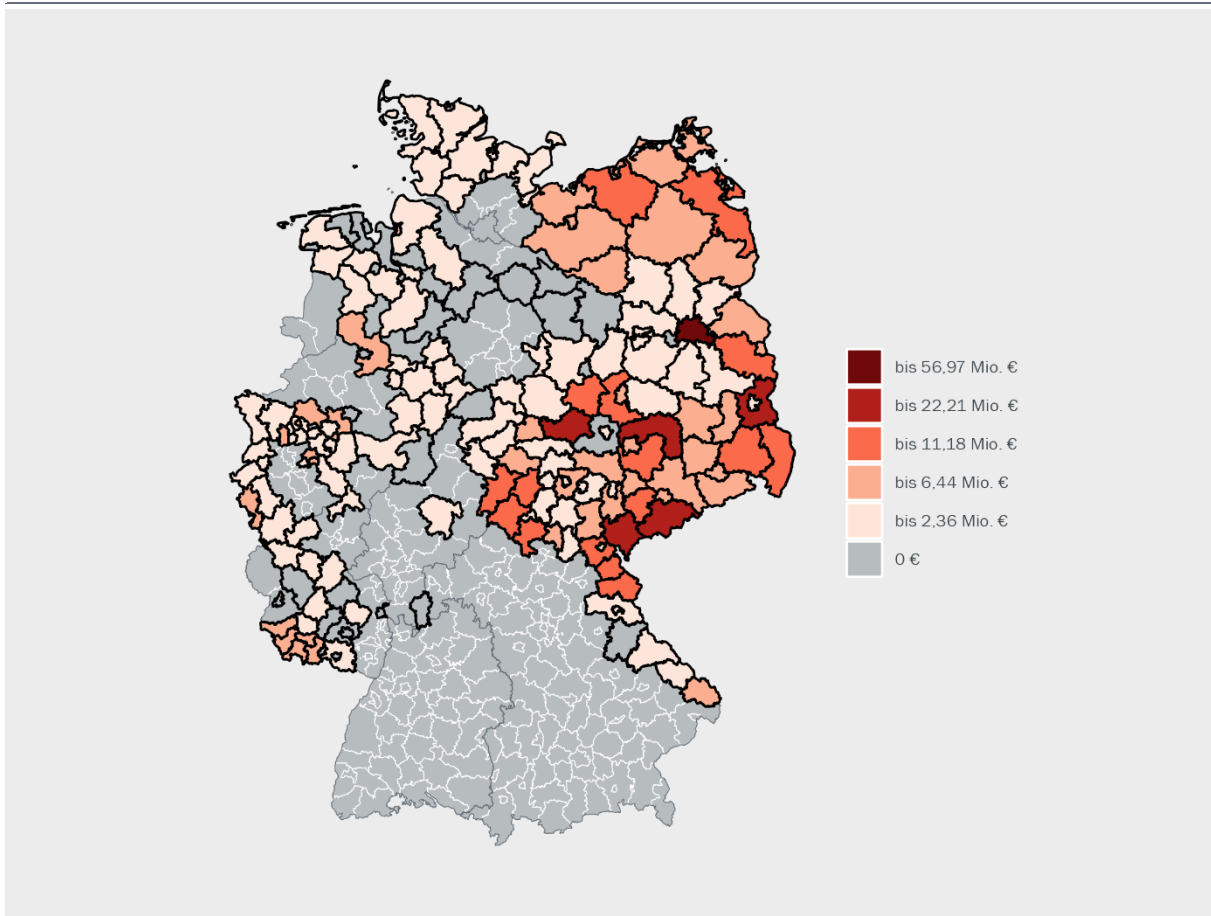 bis 56,97 Mio. €
bis 22,21 Mio. €
bis 11,18 Mio. €
bis 6,44 Mio. €
bis 2,36 Mio. €
0 €